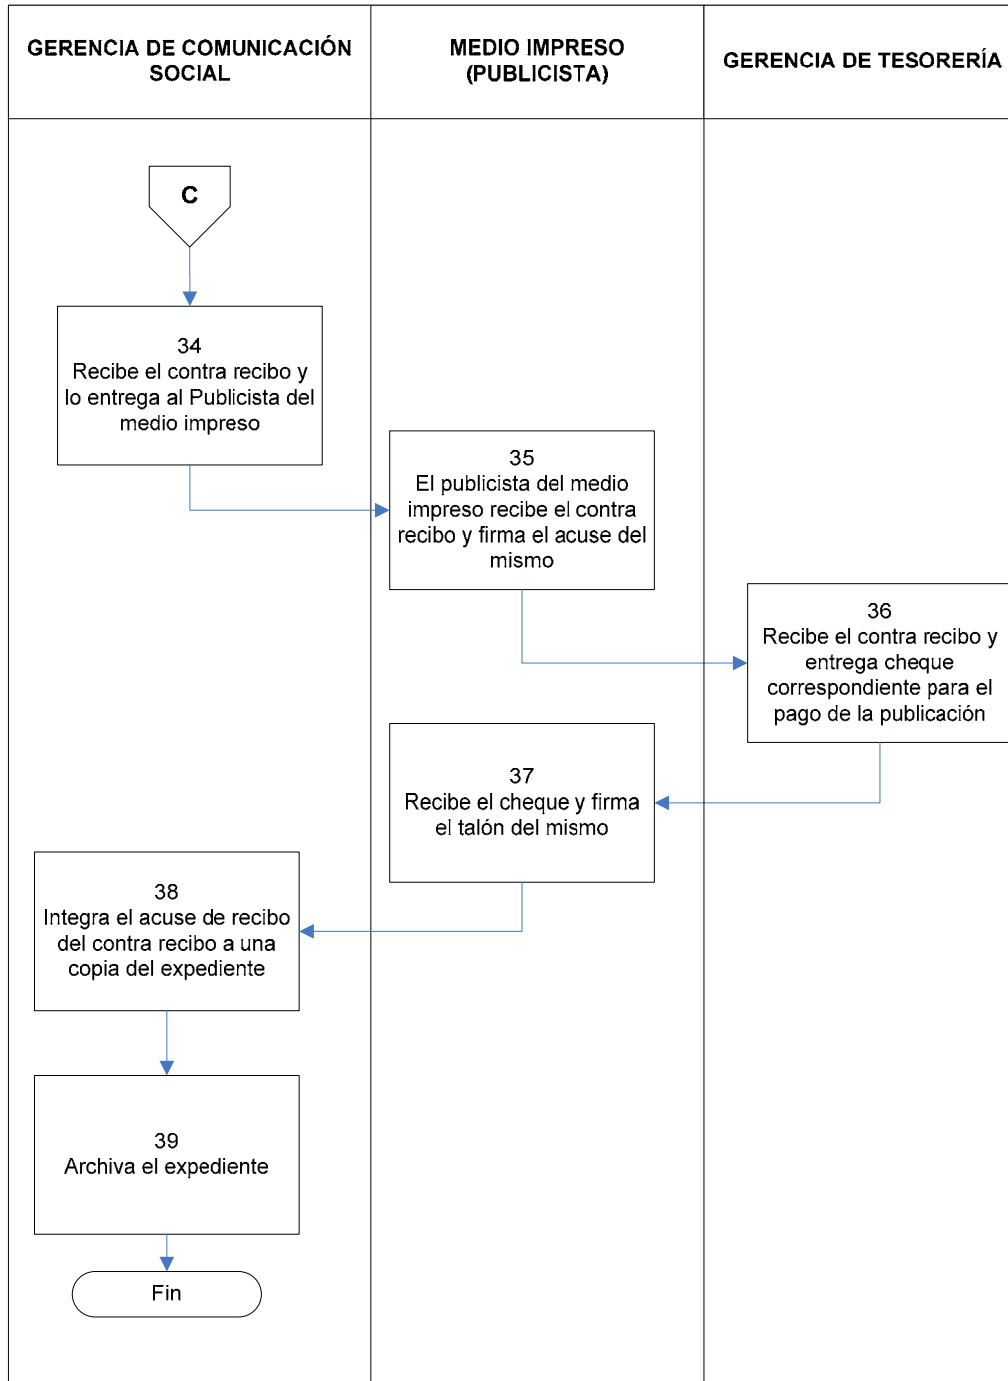 GERENCIA DE COMUNICACIÓN
SOCIAL
MEDIO IMPRESO
(PUBLICISTA)
GERENCIA DE TESORERÍA
C
34
Recibe el contra recibo y
lo entrega al Publicista del
medio impreso
35
El publicista del medio
impreso recibe el contra
recibo y firma el acuse del
mismo
36
Recibe el contra recibo y
entrega cheque
correspondiente para el
pago de la publicación
37
Recibe el cheque y firma
el talón del mismo
38
Integra el acuse de recibo
del contra recibo a una
copia del expediente
39
Archiva el expediente
Fin